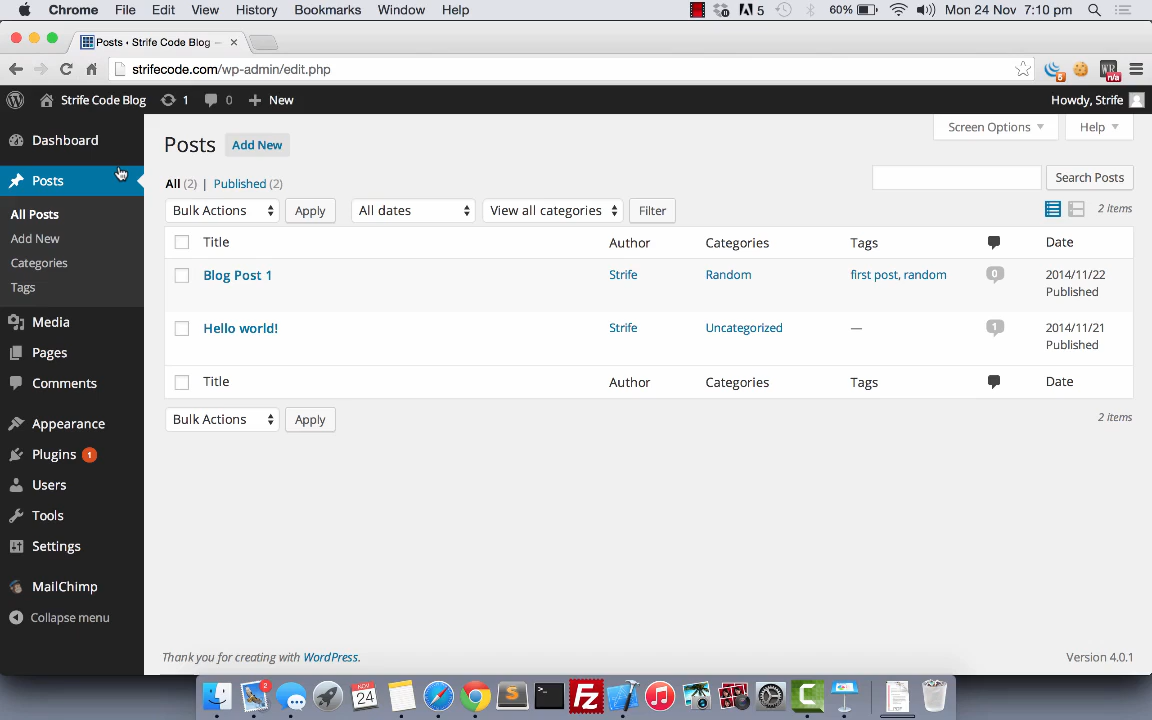 Chrome File Edit View History Bookmarks Window Help 5 60% Mon 24 Nov 7:10 pm
Posts · Strife Code Blog —
strifecode.com/wp-admin/edit.php 5 WR n/a
Strife Code Blog 1 0 New Howdy, Strife
Dashboard
Posts
All Posts
Add New
Categories
Tags
Media
Pages
Comments
Appearance
Plugins 1
Users
Tools
Settings
MailChimp
Collapse menu
Screen Options Help
Posts Add New
All (2) | Published (2) Search Posts
Bulk Actions Apply All dates View all categories Filter 2 items
Title Author Categories Tags Date
Blog Post 1 Strife Random first post, random 0 2014/11/22
Published
Hello world! Strife Uncategorized — 1 2014/11/21
Published
Title Author Categories Tags Date
Bulk Actions Apply 2 items
Thank you for creating with WordPress. Version 4.0.1
2 NOV 24 S Fz C PDF